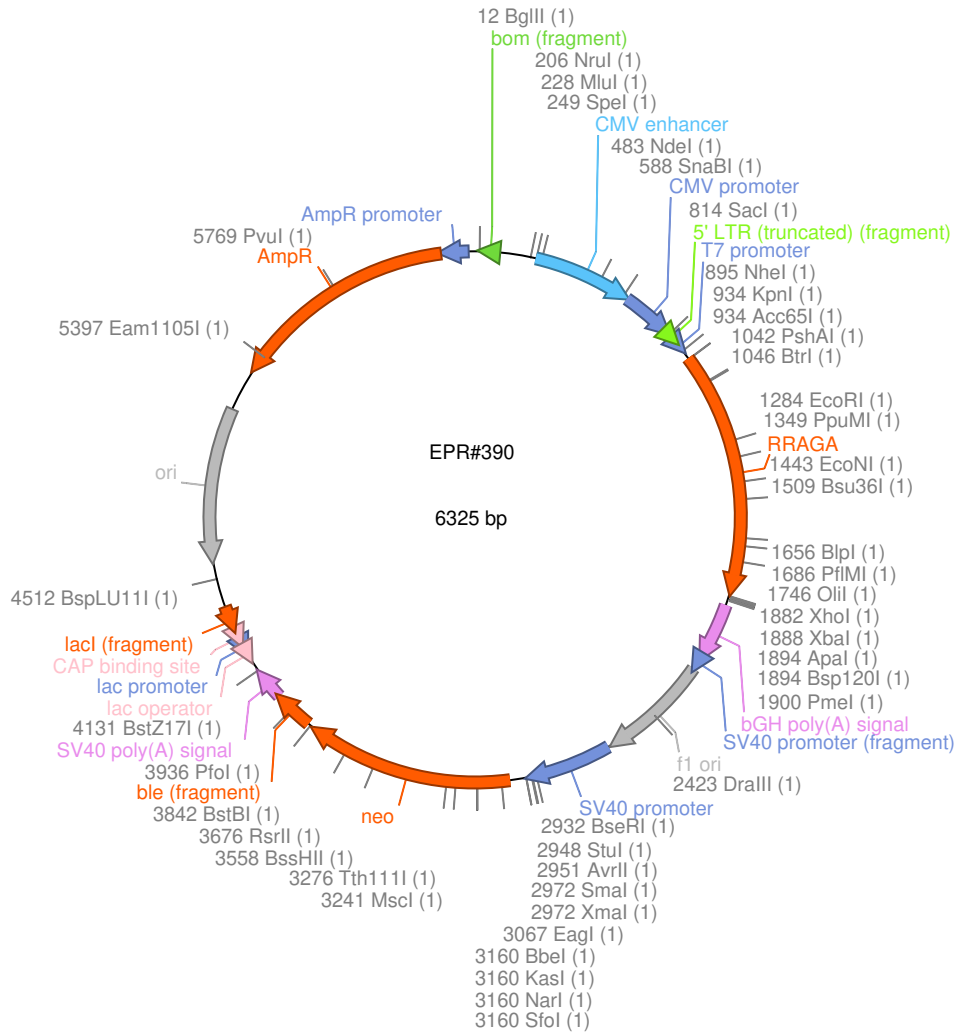 12 BglII (1)
bom (fragment)
206 NruI (1)
228 MluI (1)
249 SpeI (1)
CMV enhancer
483 NdeI (1)
588 SnaBI (1)
CMV promoter
814 SacI (1)
5' LTR (truncated) (fragment)
T7 promoter
895 NheI (1)
934 KpnI (1)
934 Acc65I (1)
1042 PshAI (1)
1046 BtrI (1)
1284 EcoRI (1)
1349 PpuMI (1)
RRAGA
1443 EcoNI (1)
1509 Bsu36I (1)
1656 BlpI (1)
1686 PflMI (1)
1746 OliI (1)
1882 XhoI (1)
1888 XbaI (1)
1894 ApaI (1)
1894 Bsp120I (1)
1900 PmeI (1)
bGH poly(A) signal
SV40 promoter (fragment)
f1 ori
2423 DraIII (1)
SV40 promoter
2932 BseRI (1)
2948 StuI (1)
2951 AvrII (1)
2972 SmaI (1)
2972 XmaI (1)
3067 EagI (1)
3160 BbeI (1)
3160 KasI (1)
3160 NarI (1)
3160 SfoI (1)
3241 MscI (1)
3276 Tth111I (1)
neo
3558 BssHII (1)
3676 RsrII (1)
3842 BstBI (1)
ble (fragment)
3936 PfoI (1)
SV40 poly(A) signal
4131 BstZ17I (1)
lac operator
lac promoter
CAP binding site
lacI (fragment)
4512 BspLU11I (1)
ori
5397 Eam1105I (1)
AmpR
5769 PvuI (1)
AmpR promoter
EPR#390
6325 bp